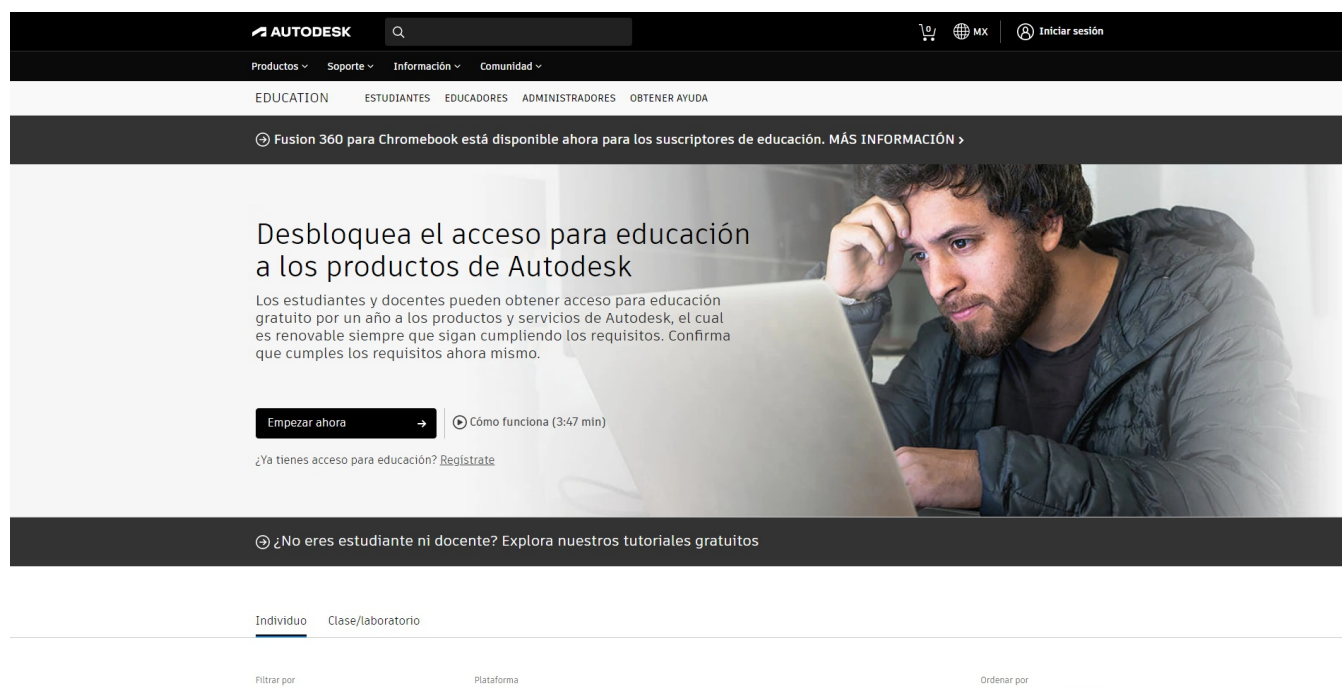 AUTODESK
0
MX
Iniciar sesión
Productos Soporte Información Comunidad
EDUCATION ESTUDIANTES EDUCADORES ADMINISTRADORES OBTENER AYUDA
Fusion 360 para Chromebook está disponible ahora para los suscriptores de educación. MÁS INFORMACIÓN >
Desbloquea el acceso para educación
a los productos de Autodesk
Los estudiantes y docentes pueden obtener acceso para educación
gratuito por un año a los productos y servicios de Autodesk, el cual
es renovable siempre que sigan cumpliendo los requisitos. Confirma
que cumples los requisitos ahora mismo.
Empezar ahora
Cómo funciona (3:47 min)
¿Ya tienes acceso para educación? Regístrate
¿No eres estudiante ni docente? Explora nuestros tutoriales gratuitos
Individuo Clase/laboratorio
Filtrar por Plataforma Ordenar por